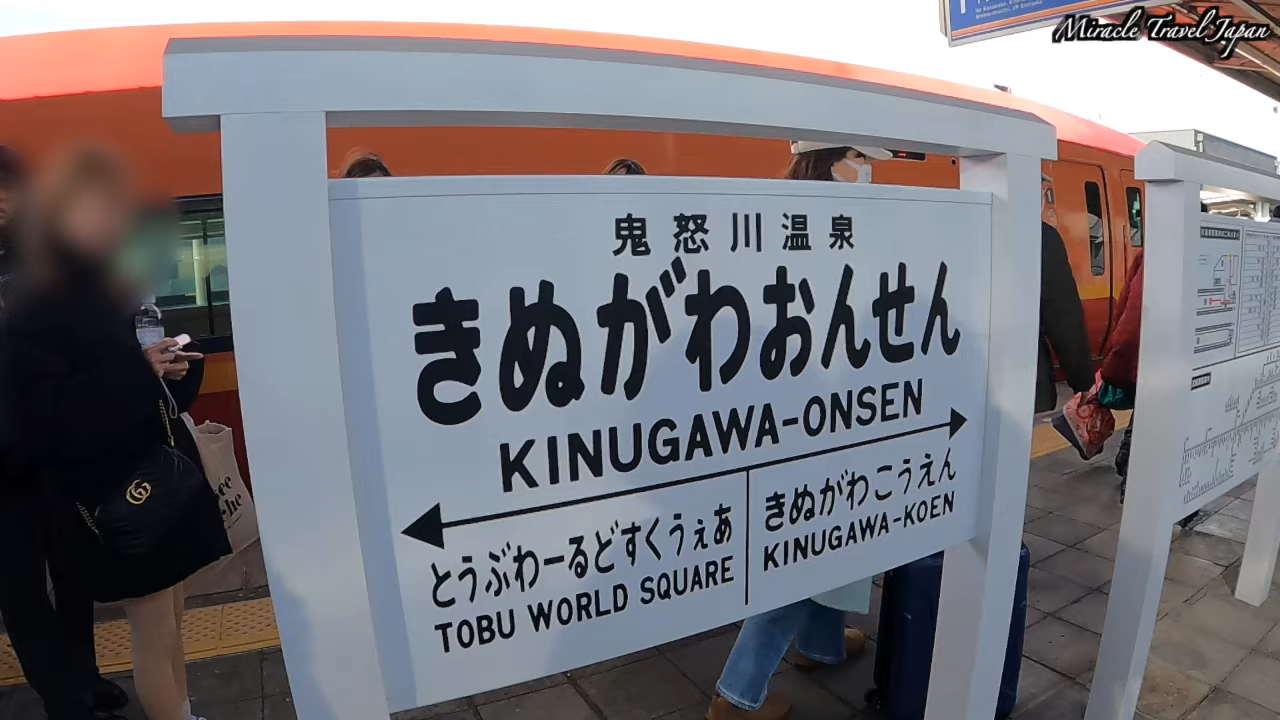 Miracle Travel Japan
鬼怒川温泉
きぬがわおんせん
KINUGAWA-ONSEN
とうぶわーるどすくうぇあ
TOBU WORLD SQUARE
きぬがわこうえん
KINUGAWA-KOEN